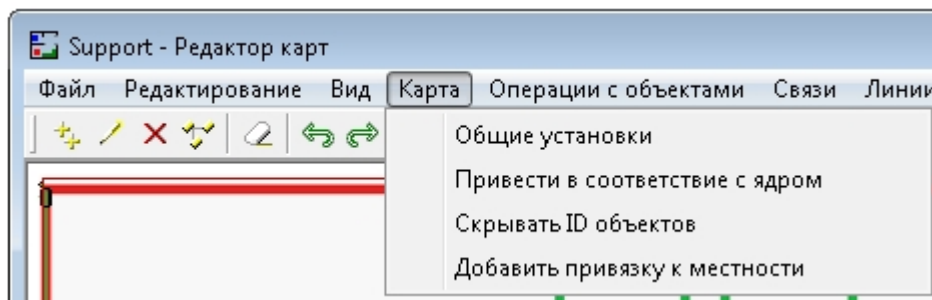 Support - Редактор карт
Файл Редактирование Вид Карта Операции с объектами Связи Линии
Общие установки
Привести в соответствие с ядром
Скрывать ID объектов
Добавить привязку к местности